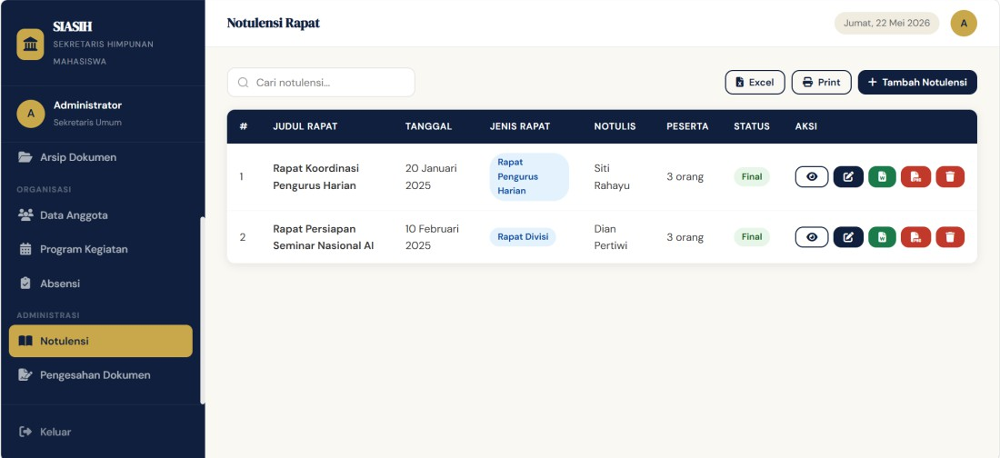 SIASIH
SEKRETARIS HIMPUNAN
MAHASISWA
A
Administrator
Sekretaris Umum
Arsip Dokumen
ORGANISASI
Data Anggota
Program Kegiatan
Absensi
ADMINISTRASI
Notulensi
Pengesahan Dokumen
Keluar
Notulensi Rapat
Jumat, 22 Mei 2026
A
Cari notulensi...
Excel
Print
+ Tambah Notulensi
# JUDUL RAPAT TANGGAL JENIS RAPAT NOTULIS PESERTA STATUS AKSI
1
Rapat Koordinasi
Pengurus Harian
20 Januari
2025
Rapat
Pengurus
Harian
Siti
Rahayu
3 orang
Final
2
Rapat Persiapan
Seminar Nasional AI
10 Februari
2025
Rapat Divisi
Dian
Pertiwi
3 orang
Final